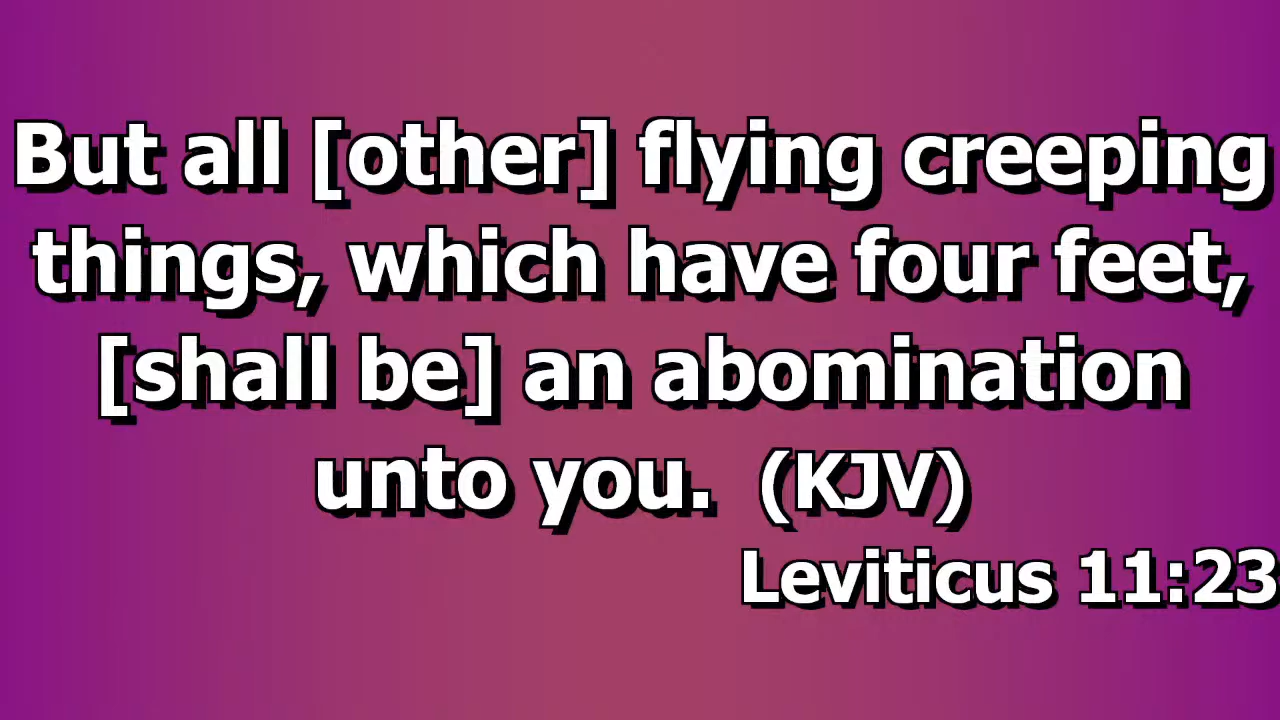 But all [other] flying creeping
things, which have four feet,
[shall be] an abomination
unto you.  (KJV)
Leviticus 11:23